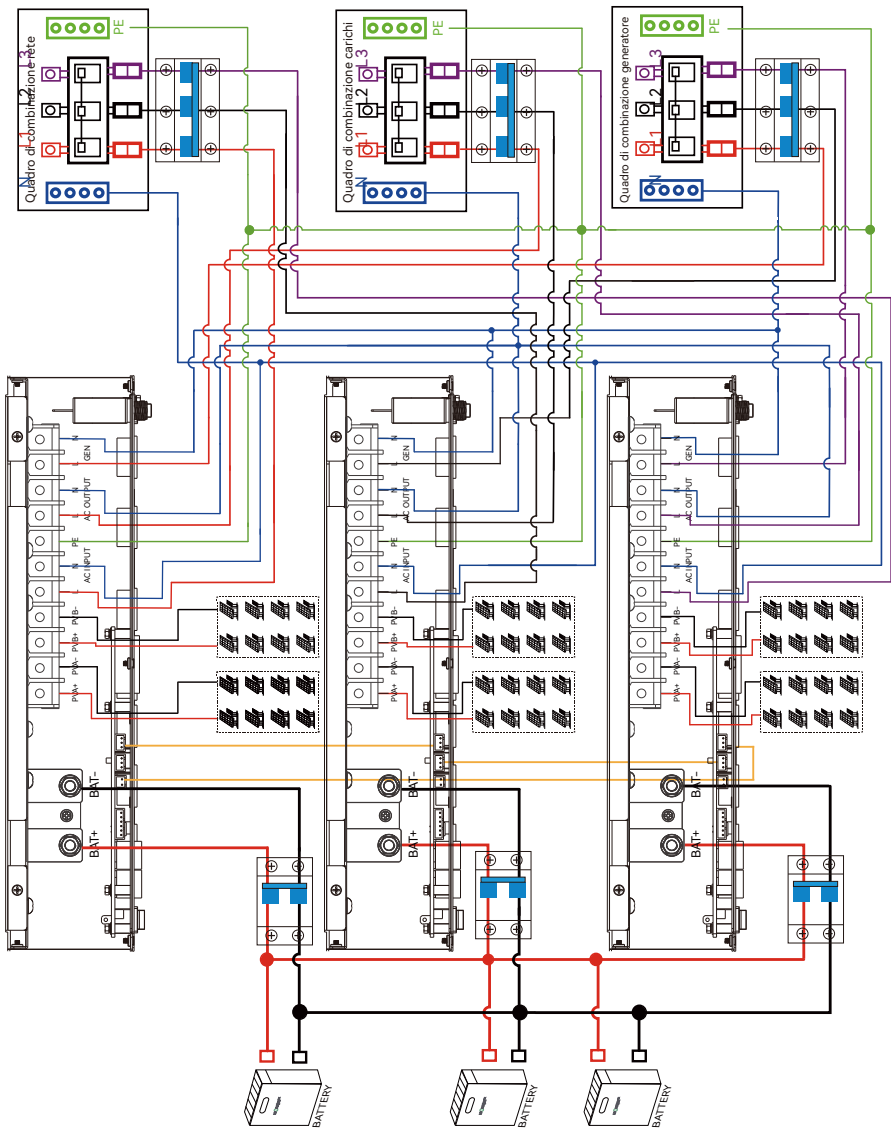 PE
L3
L2
L1
N
Quadro di combinazione rete
PE
L3
L2
L1
N
Quadro di combinazione carichi
PE
L3
L2
L1
N
Quadro di combinazione generatore
N
GEN
L
N
AC OUTPUT
L
PE
N
AC INPUT
L
PVB-
PVB+
PVA-
PVA+
BAT-
BAT+
N
GEN
L
N
AC OUTPUT
L
PE
N
AC INPUT
L
PVB-
PVB+
PVA-
PVA+
BAT-
BAT+
N
GEN
L
N
AC OUTPUT
L
PE
N
AC INPUT
L
PVB-
PVB+
PVA-
PVA+
BAT-
BAT+
BATTERY
BATTERY
BATTERY